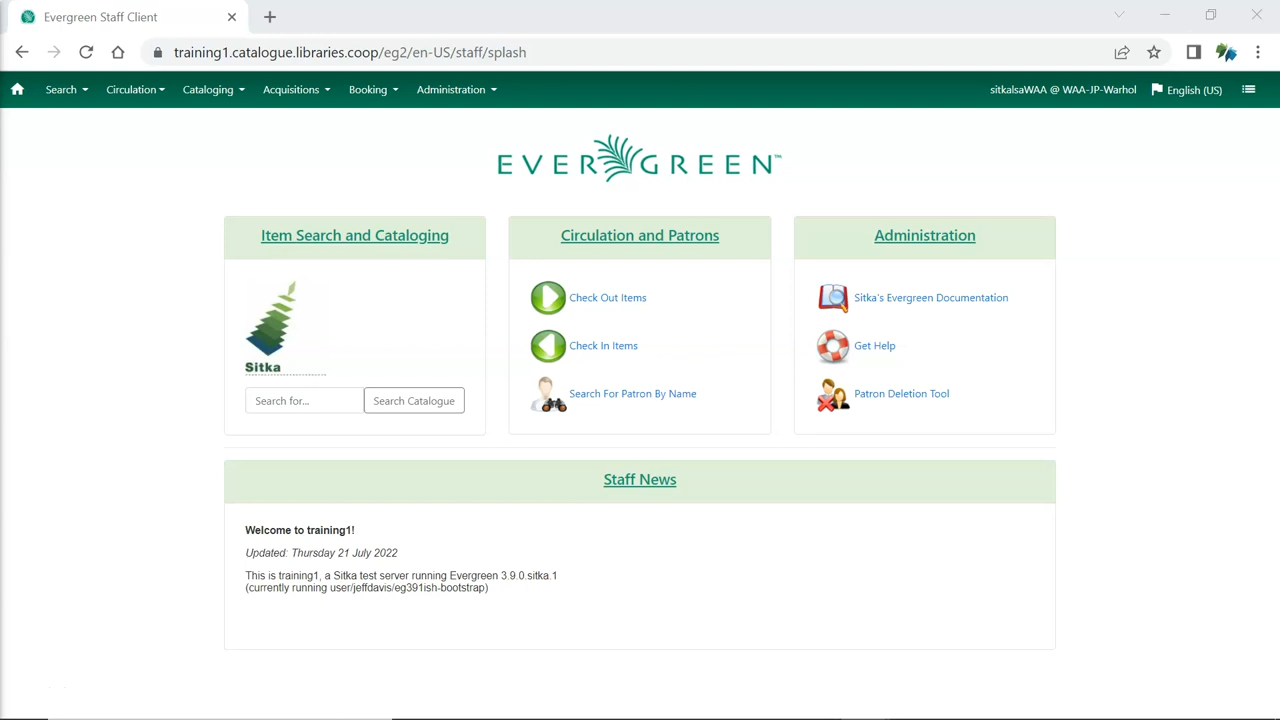 Evergreen Staff Client
training1.catalogue.libraries.coop/eg2/en-US/staff/splash
Search Circulation Cataloging Acquisitions Booking Administration sitkalsaWAA @ WAA-JP-Warhol English (US)
EVERGREEN™
Item Search and Cataloging
Sitka
Search for... Search Catalogue
Circulation and Patrons
Check Out Items
Check In Items
Search For Patron By Name
Administration
Sitka's Evergreen Documentation
Get Help
Patron Deletion Tool
Staff News
Welcome to training1!
Updated: Thursday 21 July 2022
This is training1, a Sitka test server running Evergreen 3.9.0.sitka.1
(currently running user/jeffdavis/eg391ish-bootstrap)